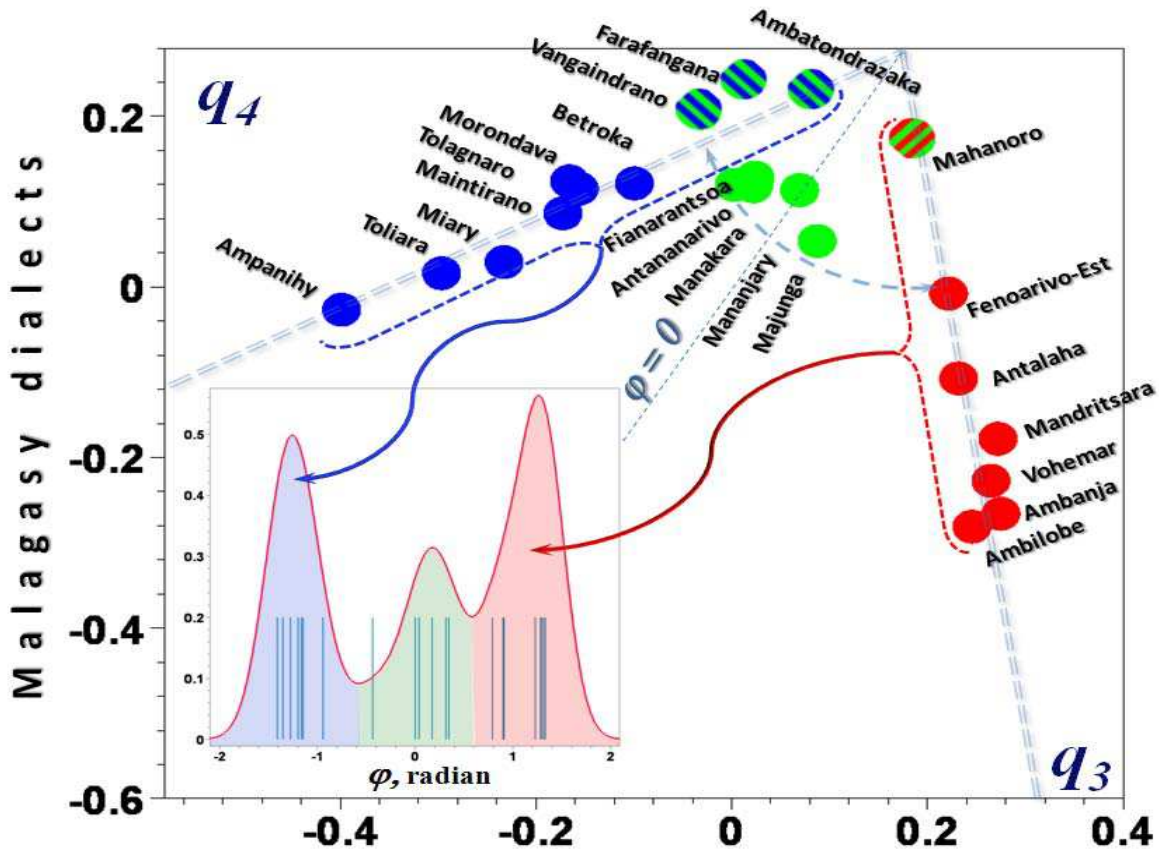 Malagasy dialects
q4
q3
0.2
0
-0.2
-0.4
-0.6
-0.4
-0.2
0
0.2
0.4
Ambatondrazaka
Farafangana
Vangaindrano
Betroka
Morondava
Tolagnaro
Maintirano
Miary
Toliara
Ampanihy
Mahanoro
Fianarantsoa
Antananarivo
Manakara
Mananjary
Majunga
φ = 0
Fenoarivo-Est
Antalaha
Mandritsara
Vohemar
Ambanja
Ambilobe
0.5
0.4
0.3
0.2
0.1
0
-2
-1
0
1
2
φ, radian